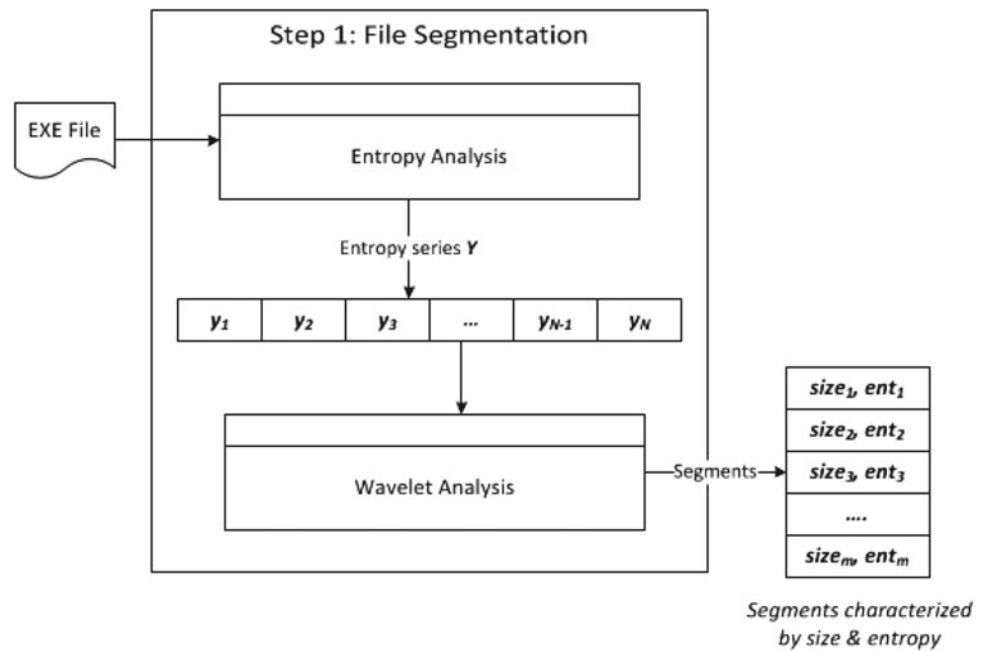 Step 1: File Segmentation
EXE File
Entropy Analysis
Entropy series Y
y1 y2 y3 ... yN-1 yN
Wavelet Analysis
Segments
size1, ent1
size2, ent2
size3, ent3
....
sizem, entm
Segments characterized
by size & entropy